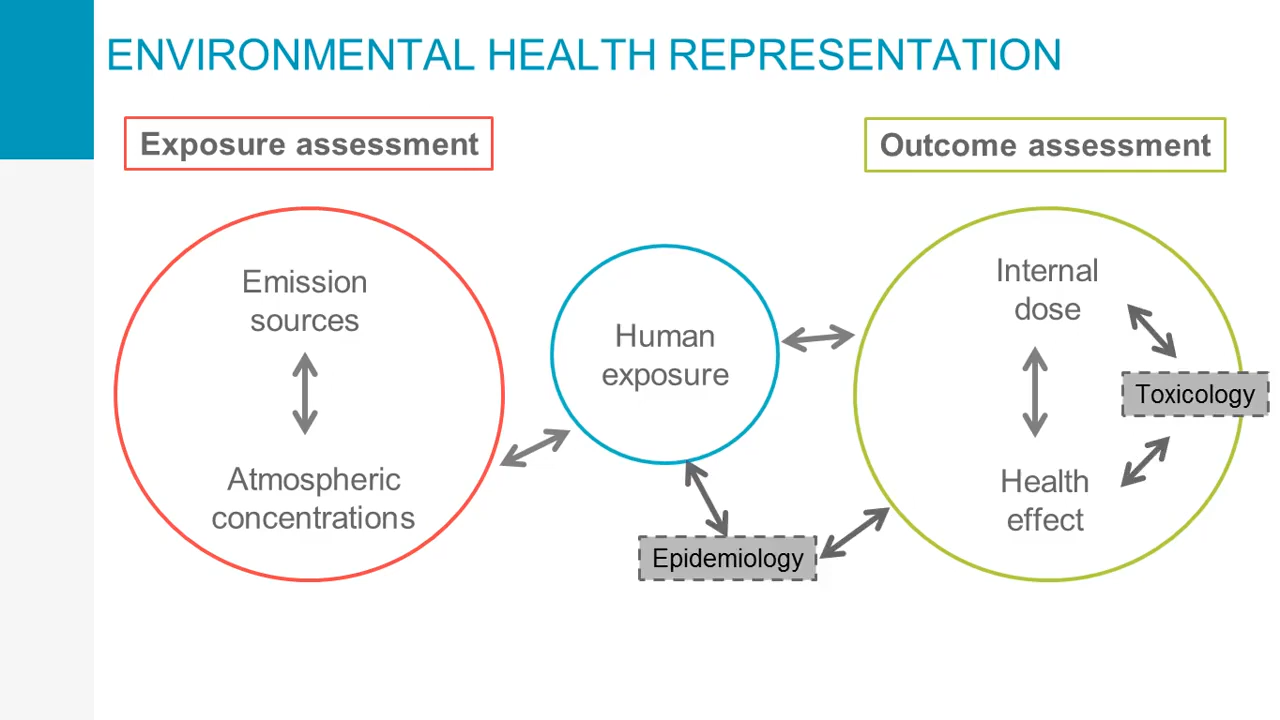 ENVIRONMENTAL HEALTH REPRESENTATION
Exposure assessment
Outcome assessment
Emission
sources
Atmospheric
concentrations
Human
exposure
Internal
dose
Toxicology
Health
effect
Epidemiology